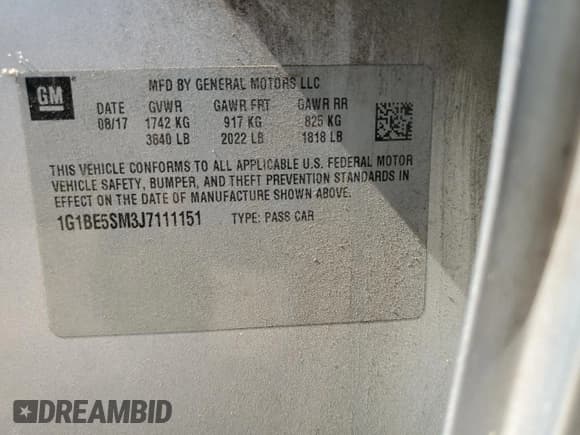 GM
MFD BY GENERAL MOTORS LLC
DATE GVWR GAWR FRT GAWR RR
08/17 1742 KG 917 KG 825 KG
3840 LB 2022 LB 1818 LB
THIS VEHICLE CONFORMS TO ALL APPLICABLE U.S. FEDERAL MOTOR
VEHICLE SAFETY, BUMPER, AND THEFT PREVENTION STANDARDS IN
EFFECT ON THE DATE OF MANUFACTURE SHOWN ABOVE.
1G1BE5SM3J7111151 TYPE: PASS CAR
DREAMBID